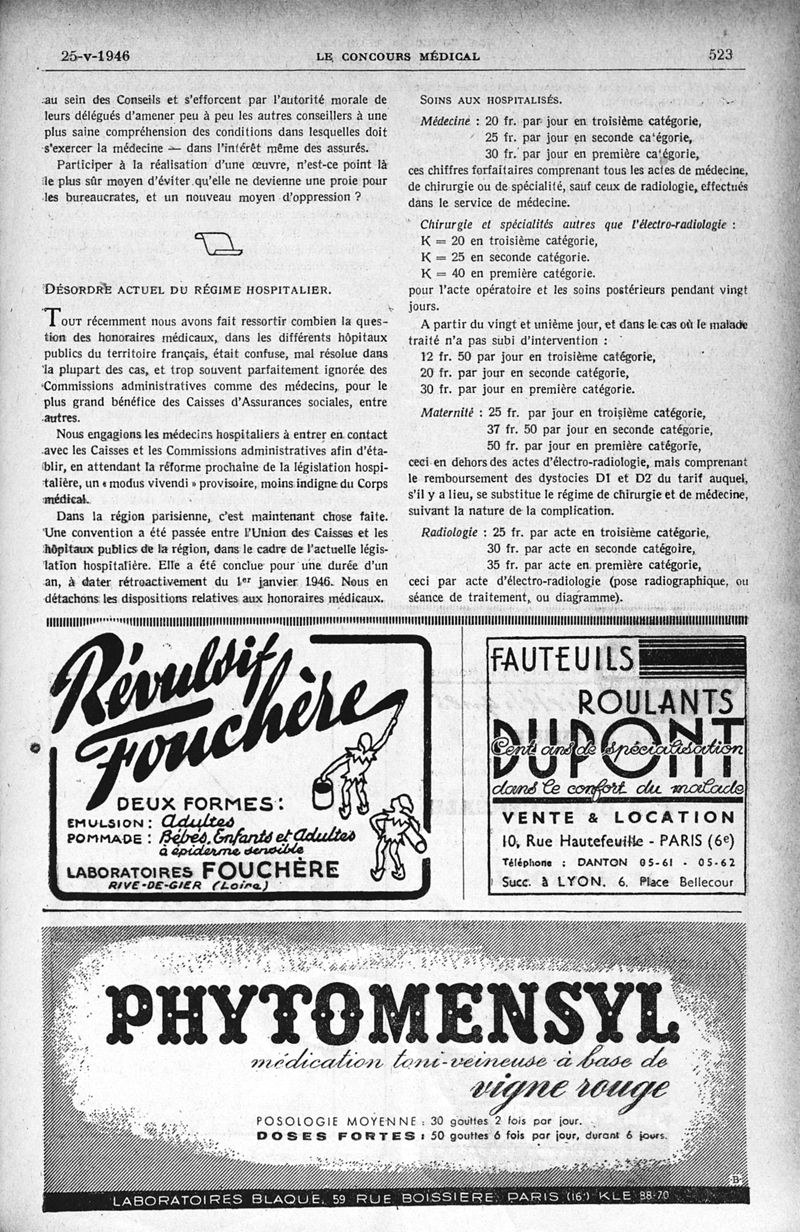 25-v-1946
LE CONCOURS MÉDICAL
523
au sein des Conseils et s'efforcent par l'autorité morale de
leurs délégués d'amener peu à peu les autres conseillers à une
plus saine compréhension des conditions dans lesquelles doit
s'exercer la médecine — dans l'intérêt même des assurés.
Participer à la réalisation d'une œuvre, n'est-ce point là
le plus sûr moyen d'éviter qu'elle ne devienne une proie pour
les bureaucrates, et un nouveau moyen d'oppression ?
DÉSORDRE ACTUEL DU RÉGIME HOSPITALIER.
TOUT récemment nous avons fait ressortir combien la ques-
tion des honoraires médicaux, dans les différents hôpitaux
publics du territoire français, était confuse, mal résolue dans
la plupart des cas, et trop souvent parfaitement ignorée des
Commissions administratives comme des médecins, pour le
plus grand bénéfice des Caisses d'Assurances sociales, entre
autres.
Nous engagions les médecins hospitaliers à entrer en contact
avec les Caisses et les Commissions administratives afin d'éta-
blir, en attendant la réforme prochaine de la législation hospi-
talière, un « modus vivendi » provisoire, moins indigne du Corps
médical.
Dans la région parisienne, c'est maintenant chose faite.
Une convention a été passée entre l'Union des Caisses et les
hôpitaux publics de la région, dans le cadre de l'actuelle légis-
lation hospitalière. Elle a été conclue pour une durée d'un
an, à dater rétroactivement du 1er janvier 1946. Nous en
détachons les dispositions relatives aux honoraires médicaux.
SOINS AUX HOSPITALISÉS.
Médecine : 20 fr. par jour en troisième catégorie,
25 fr. par jour en seconde catégorie,
30 fr. par jour en première catégorie,
ces chiffres forfaitaires comprenant tous les actes de médecine,
de chirurgie ou de spécialité, sauf ceux de radiologie, effectués
dans le service de médecine.
Chirurgie et spécialités autres que l'électro-radiologie :
K = 20 en troisième catégorie,
K = 25 en seconde catégorie.
K = 40 en première catégorie.
pour l'acte opératoire et les soins postérieurs pendant vingt
jours.
A partir du vingt et unième jour, et dans le cas où le malade
traité n'a pas subi d'intervention :
12 fr. 50 par jour en troisième catégorie,
20 fr. par jour en seconde catégorie,
30 fr. par jour en première catégorie.
Maternité : 25 fr. par jour en troisième catégorie,
37 fr. 50 par jour en seconde catégorie,
50 fr. par jour en première catégorie,
ceci en dehors des actes d'électro-radiologie, mais comprenant
le remboursement des dystocies D1 et D2 du tarif auquel,
s'il y a lieu, se substitue le régime de chirurgie et de médecine,
suivant la nature de la complication.
Radiologie : 25 fr. par acte en troisième catégorie,
30 fr. par acte en seconde catégoire,
35 fr. par acte en première catégorie,
ceci par acte d'électro-radiologie (pose radiographique, ou
séance de traitement, ou diagramme).
Révulsif
Fouchère
DEUX FORMES :
EMULSION : Adultes
POMMADE : Bébés, Enfants et Adultes
à épiderme sensible
LABORATOIRES FOUCHÈRE
RIVE-DE-GIER (Loire)
FAUTEUILS
ROULANTS
DUPONT
Cent ans de spécialisation
dans le confort du malade
VENTE & LOCATION
10, Rue Hautefeuille - PARIS (6e)
Téléphone : DANTON 05-61 - 05-62
Succ. à LYON. 6, Place Bellecour
PHYTOMENSYL
médication toni-veineuse à base de
vigne rouge
POSOLOGIE MOYENNE : 30 gouttes 2 fois par jour.
DOSES FORTES : 50 gouttes 6 fois par jour, durant 6 jours.
B
LABORATOIRES BLAQUE, 59 RUE BOISSIÈRE, PARIS (16e) KLE 88-70